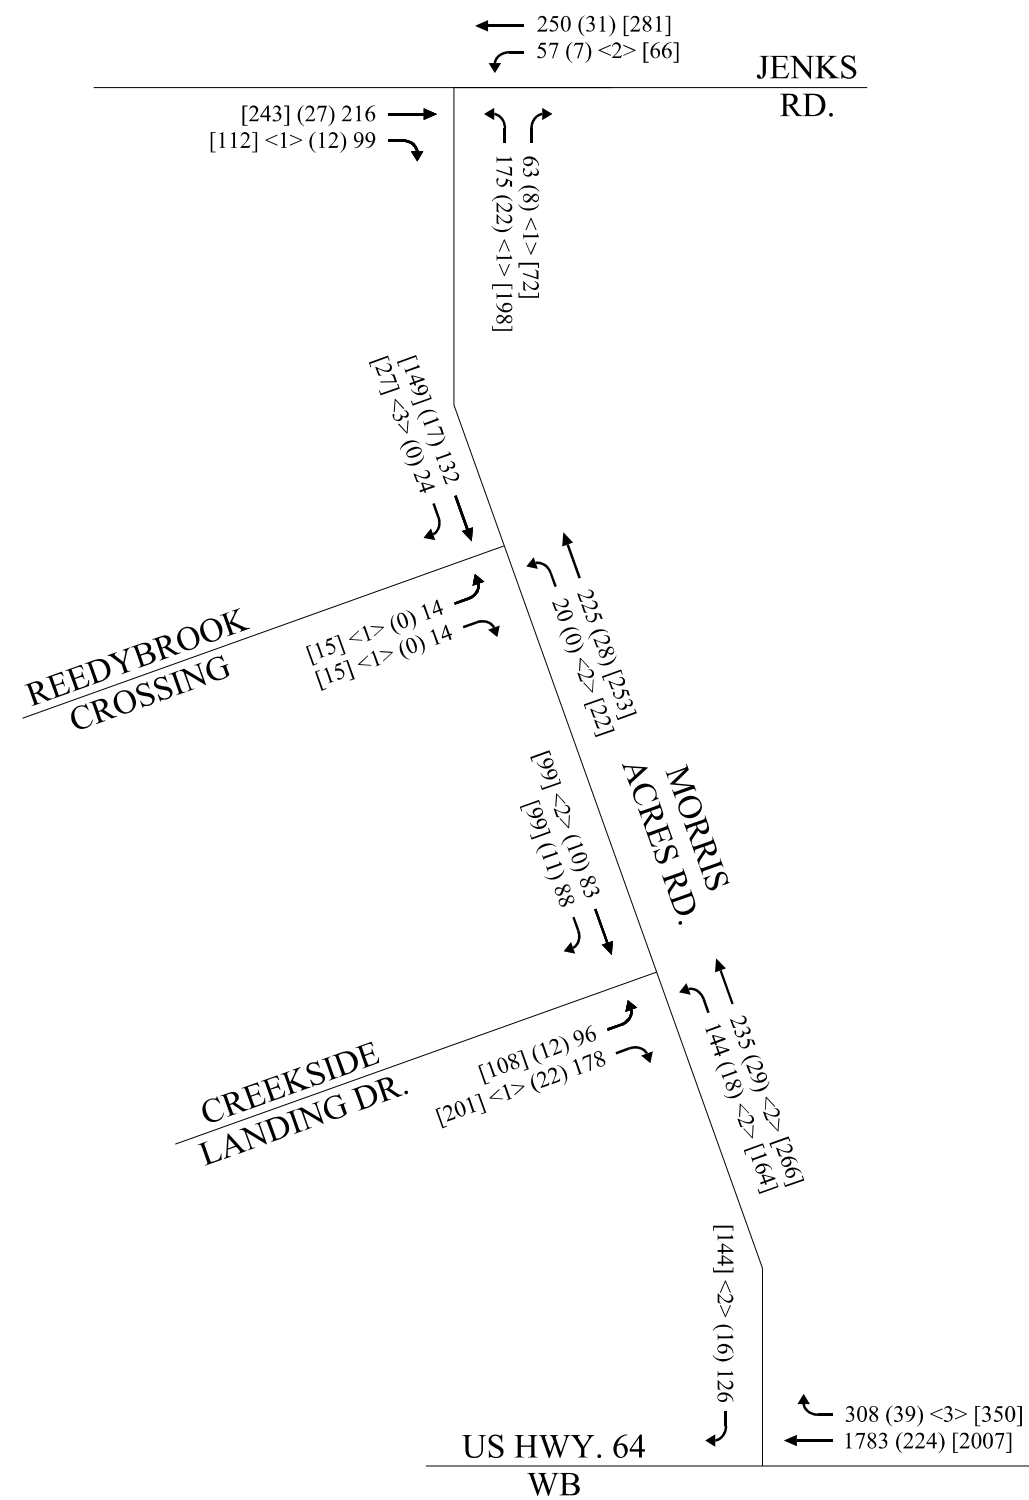 250 (31) [281]
57 (7) <2> [66]
JENKS
RD.
[243] (27) 216
[112] <1> (12) 99
63 (8) <1> [72]
175 (22) <1> [198]
[149] (17) 132
[27] <3> (0) 24
REEDYBROOK
CROSSING
[15] <1> (0) 14
[15] <1> (0) 14
225 (28) [253]
20 (0) <2> [22]
MORRIS
ACRES RD.
[99] <2> (10) 83
[99] (11) 88
CREEKSIDE
LANDING DR.
[108] (12) 96
[201] <1> (22) 178
235 (29) <2> [266]
144 (18) <2> [164]
[144] <2> (16) 126
308 (39) <3> [350]
1783 (224) [2007]
US HWY. 64
WB